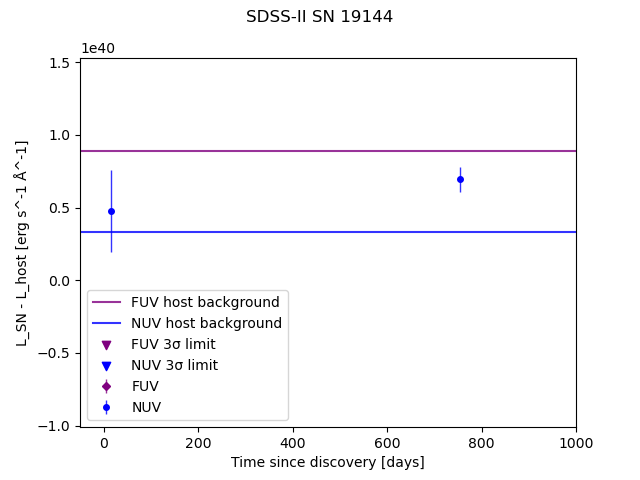 SDSS-II SN 19144
1e40
1.5
1.0
0.5
0.0
−0.5
−1.0
L_SN - L_host [erg s^-1 Å^-1]
FUV host background
NUV host background
FUV 3σ limit
NUV 3σ limit
FUV
NUV
0 200 400 600 800 1000
Time since discovery [days]